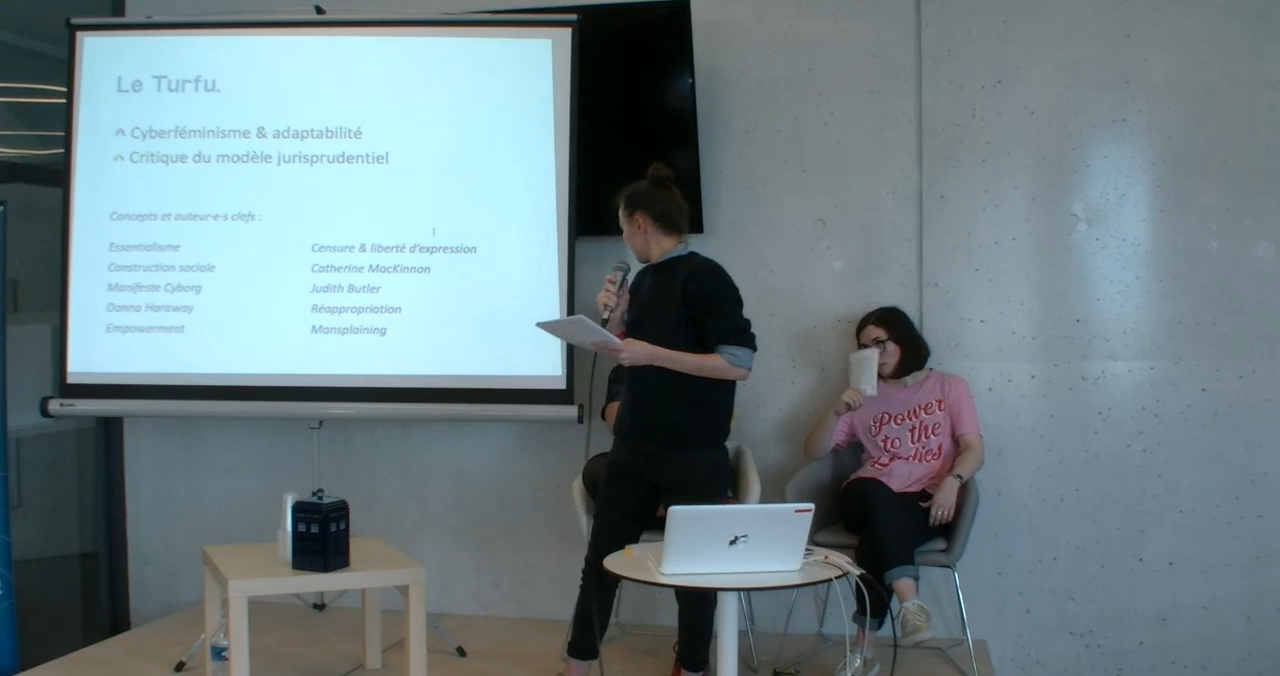 Le Turfu.
Cyberféminisme & adaptabilité
Critique du modèle jurisprudentiel
Concepts et auteur·e·s clefs :
Essentialisme
Construction sociale
Manifeste Cyborg
Donna Haraway
Empowerment
Censure & liberté d'expression
Catherine MacKinnon
Judith Butler
Réappropriation
Mansplaining
Power
to the
Ladies